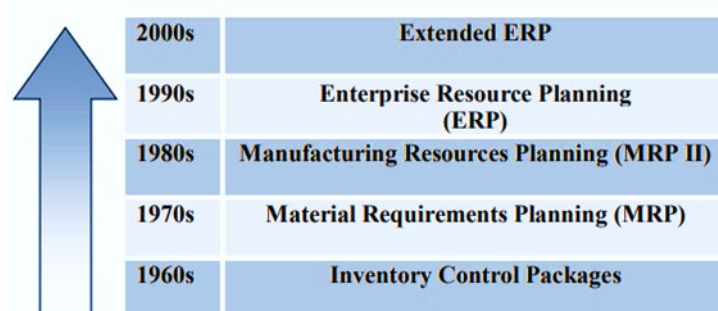 2000s Extended ERP
1990s Enterprise Resource Planning
(ERP)
1980s Manufacturing Resources Planning (MRP II)
1970s Material Requirements Planning (MRP)
1960s Inventory Control Packages